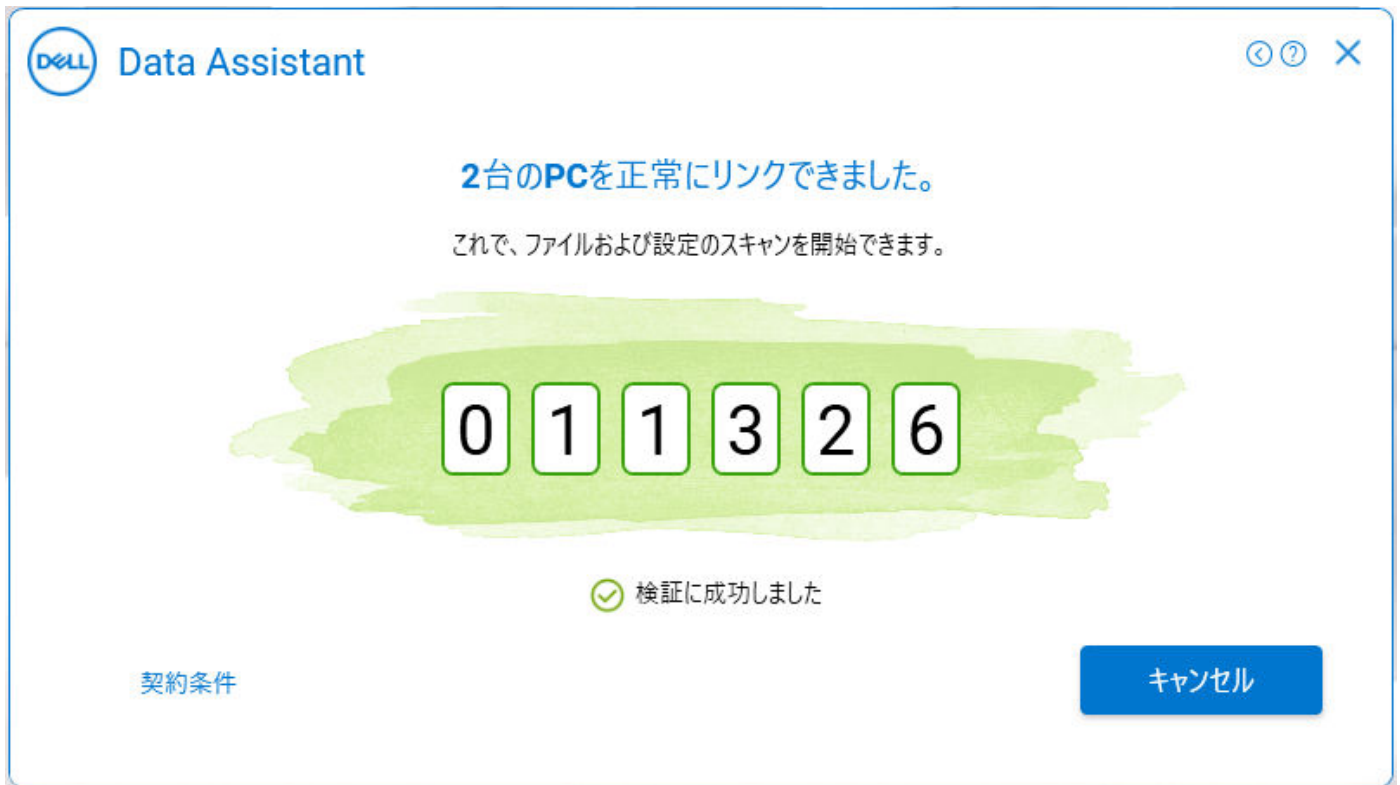 DELL Data Assistant
2台のPCを正常にリンクできました。
これで、ファイルおよび設定のスキャンを開始できます。
0 1 1 3 2 6
検証に成功しました
契約条件
キャンセル